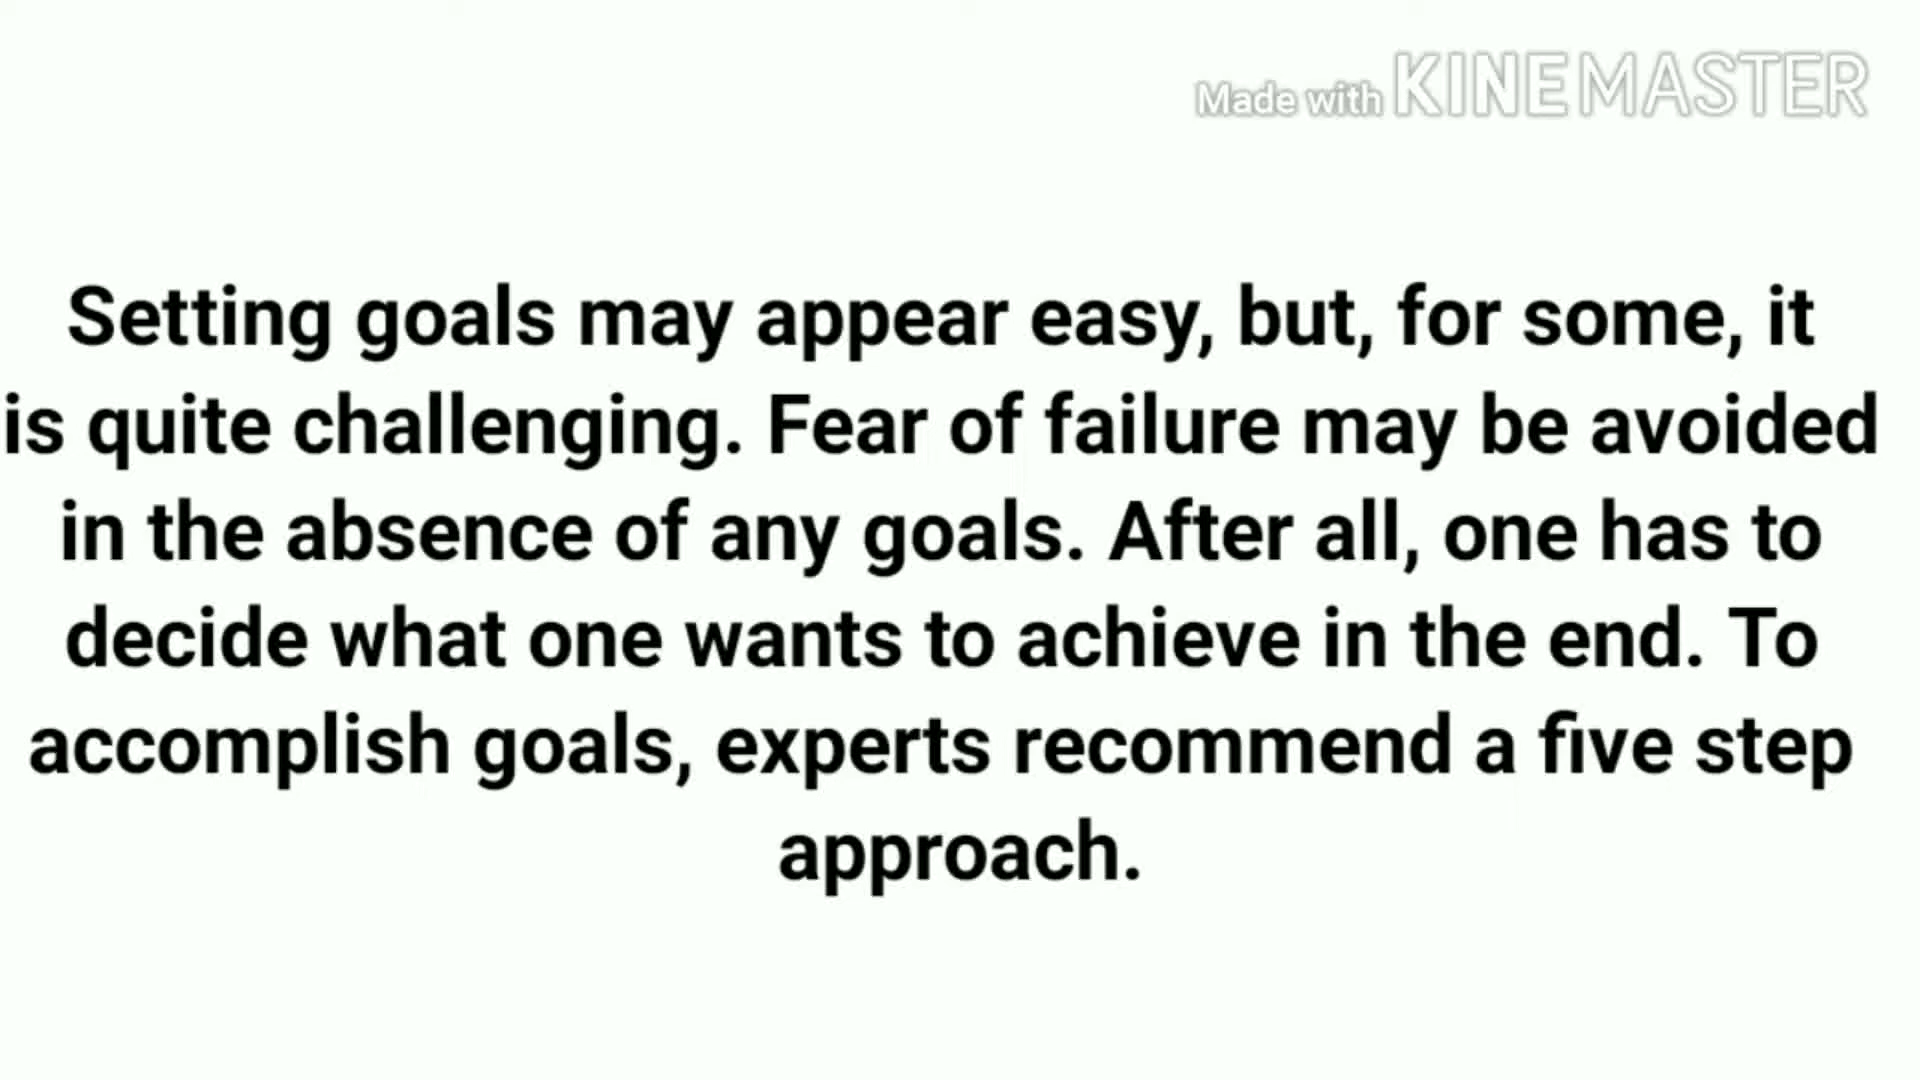 Made with KINEMASTER
Setting goals may appear easy, but, for some, it
is quite challenging. Fear of failure may be avoided
in the absence of any goals. After all, one has to
decide what one wants to achieve in the end. To
accomplish goals, experts recommend a five step
approach.